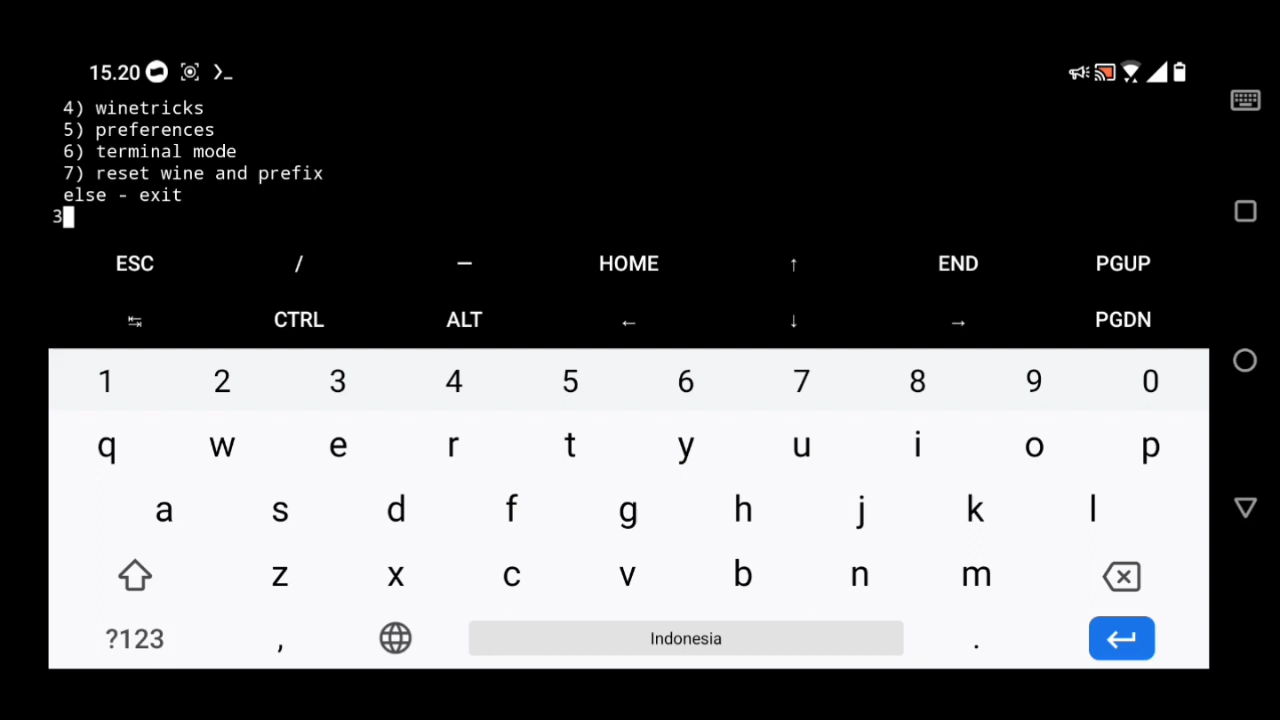 15.20
4) winetricks
5) preferences
6) terminal mode
7) reset wine and prefix
else - exit
3
ESC / — HOME ↑ END PGUP
↹ CTRL ALT ← ↓ → PGDN
1 2 3 4 5 6 7 8 9 0
q w e r t y u i o p
a s d f g h j k l
z x c v b n m
?123 , Indonesia .